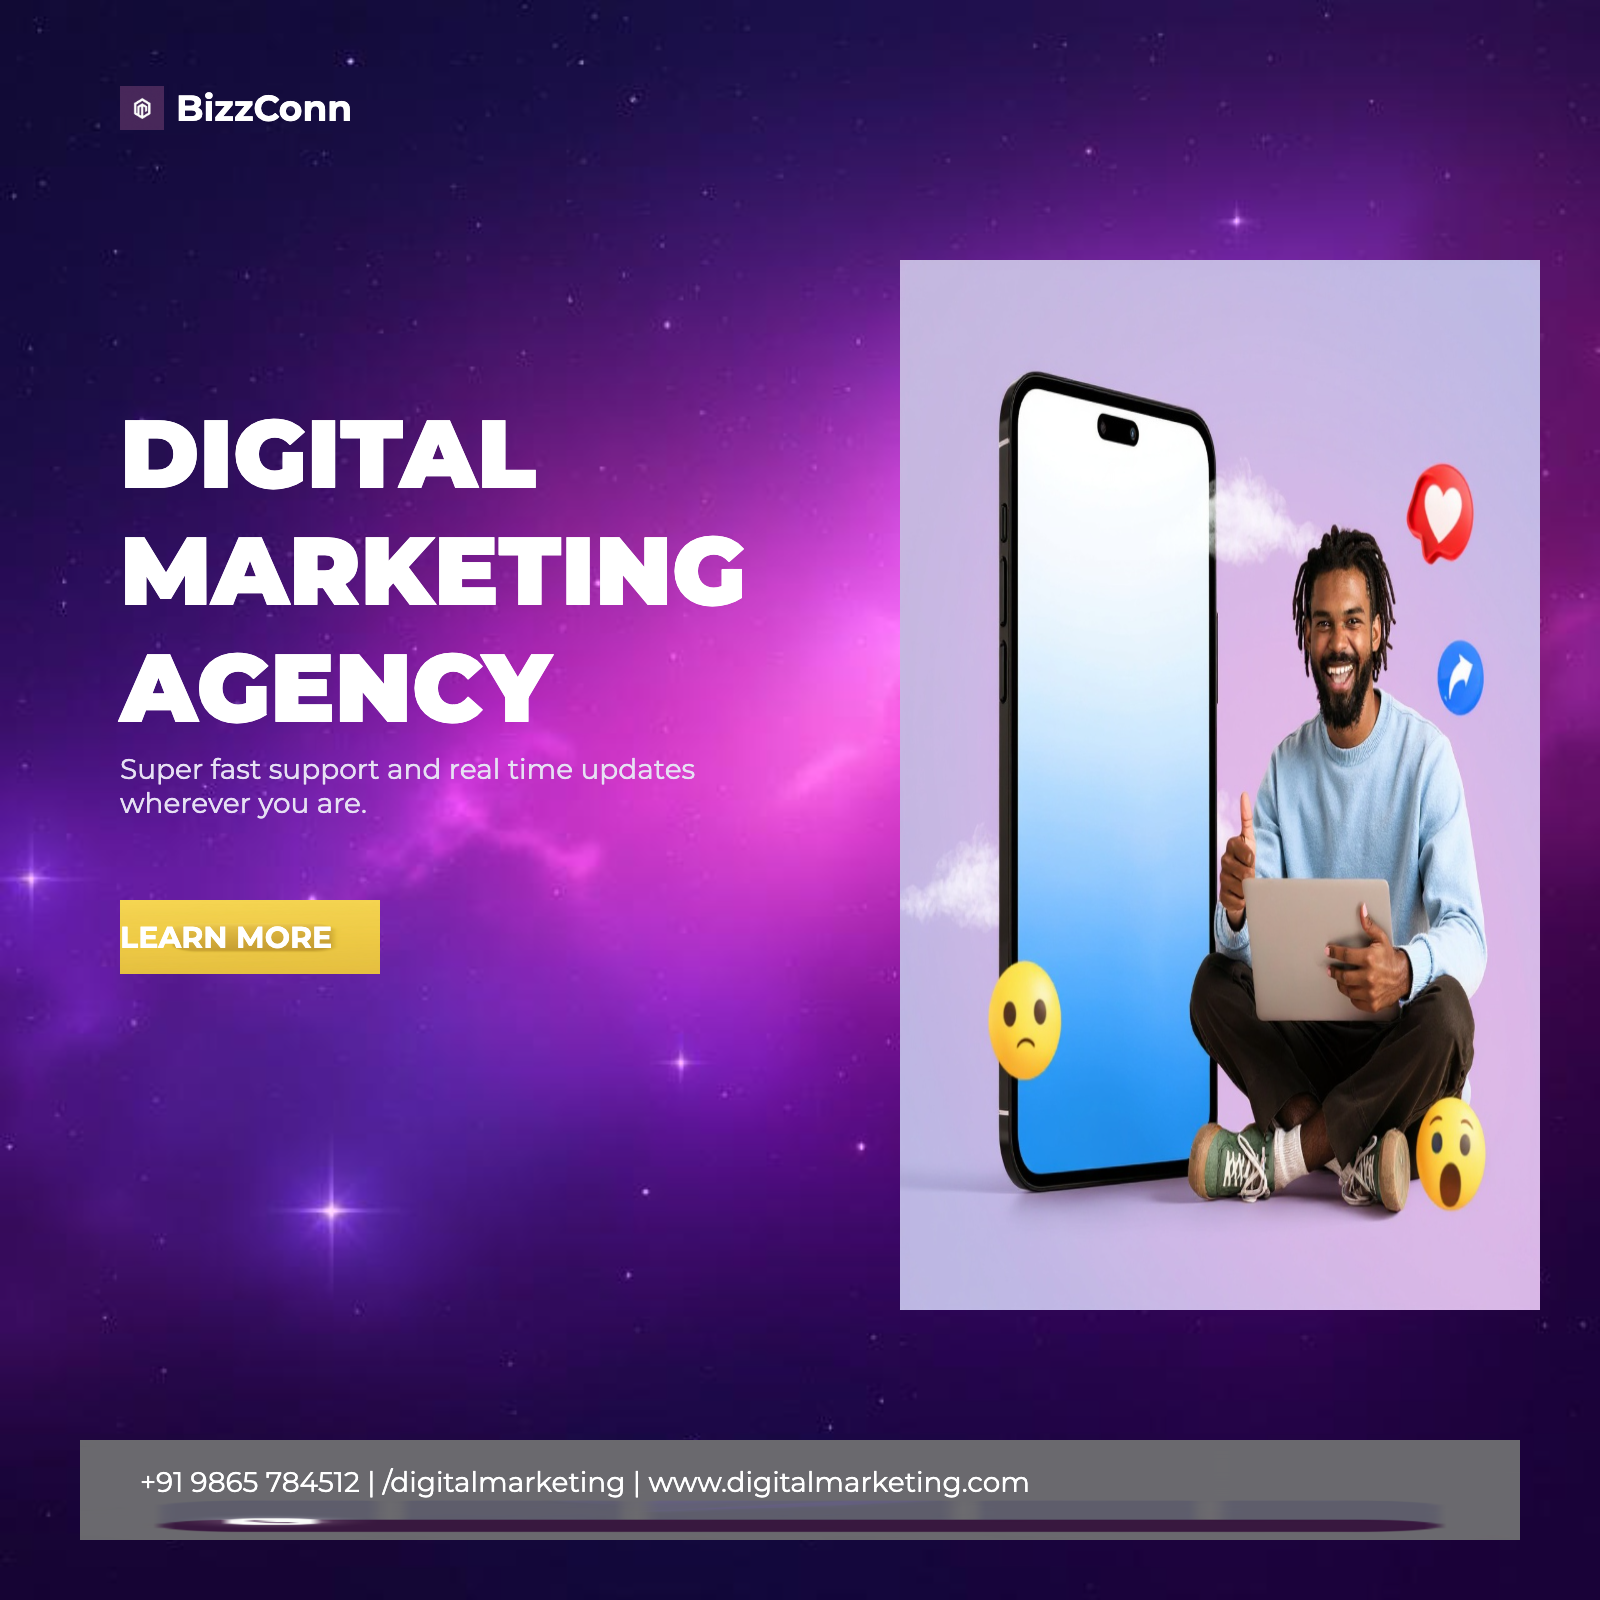 BizzConn
DIGITAL
MARKETING
AGENCY
Super fast support and real time updates
wherever you are.
LEARN MORE
+91 9865 784512 | /digitalmarketing | www.digitalmarketing.com